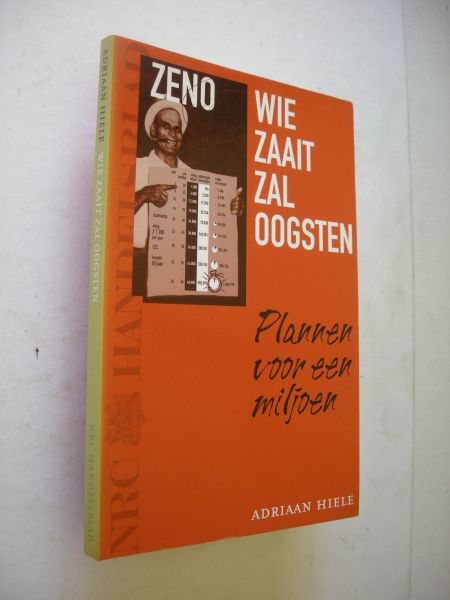 ADRIAAN HIELE WIE ZAAIT ZAL OOGSTEN NRC HANDELSBLAD
NRC HANDELSBLAD
ZENO
WIE
ZAAIT
ZAL
OOGSTEN
Plannen
voor een
miljoen
ADRIAAN HIELE